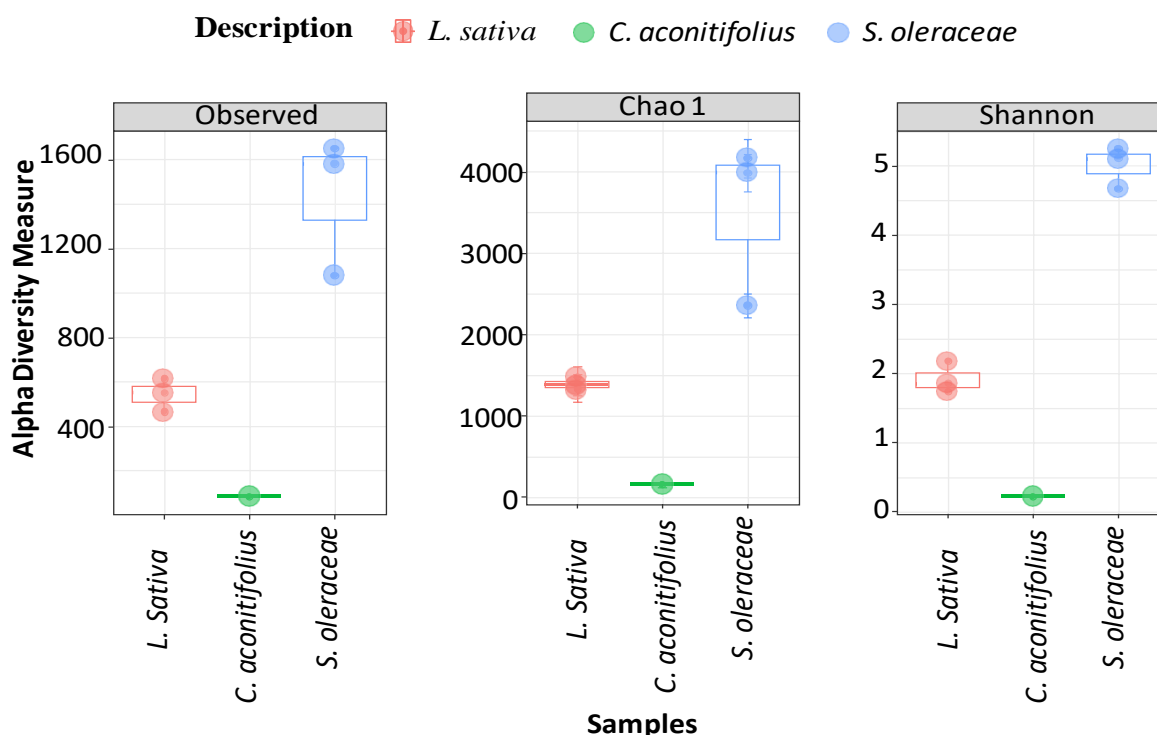 Description L. sativa C. aconitifolius S. oleraceae
Observed
Chao 1
Shannon
Alpha Diversity Measure
1600
1200
800
400
4000
3000
2000
1000
0
5
4
3
2
1
0
L. Sativa
C. aconitifolius
S. oleraceae
L. Sativa
C. aconitifolius
S. oleraceae
L. Sativa
C. aconitifolius
S. oleraceae
Samples